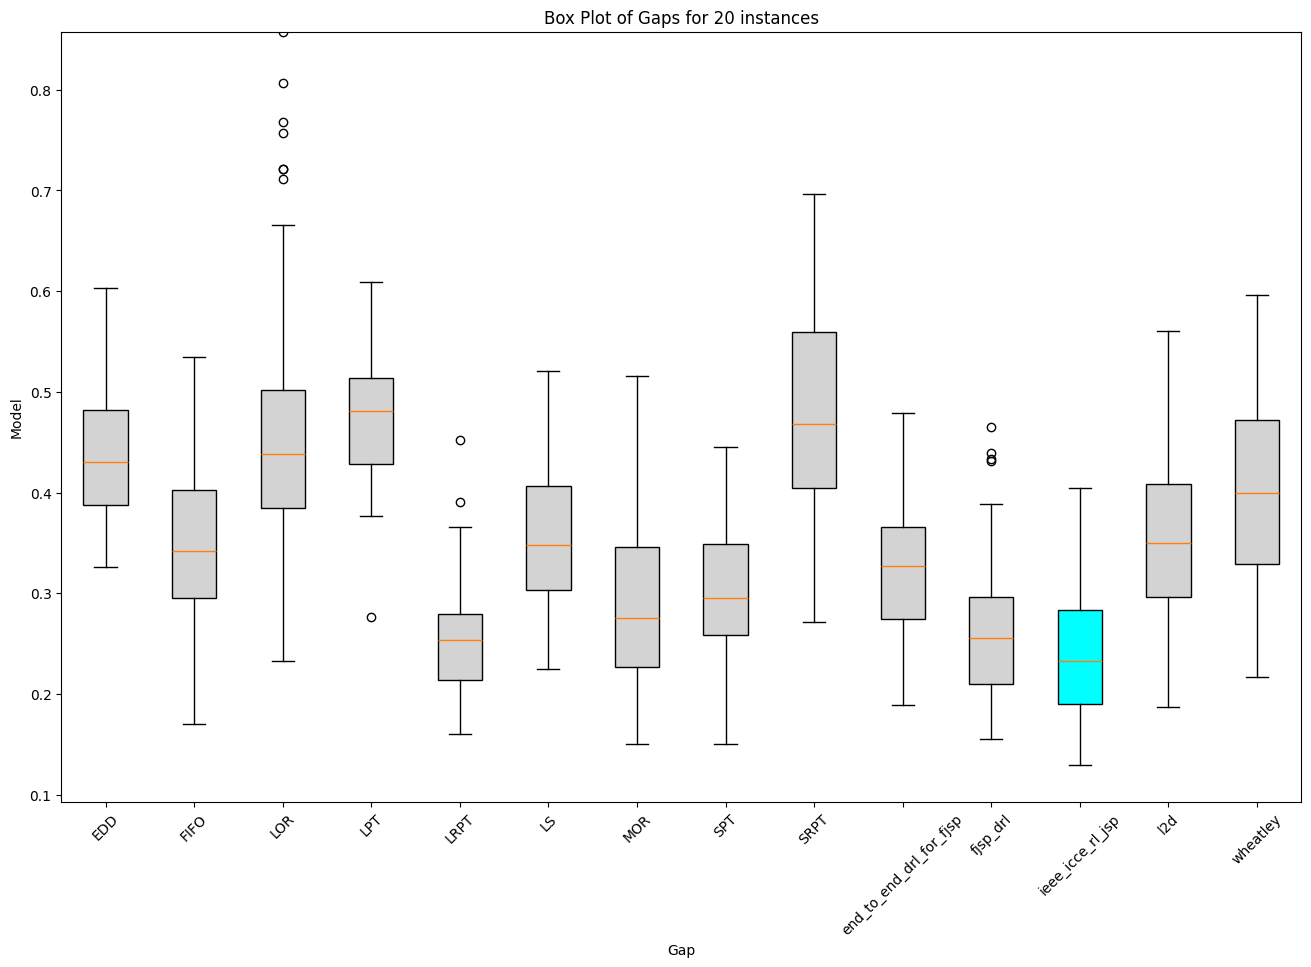 Box Plot of Gaps for 20 instances
0.8
0.7
0.6
0.5
0.4
0.3
0.2
0.1
Model
EDD
FIFO
LOR
LPT
LRPT
LS
MOR
SPT
SRPT
end_to_end_drl_for_fjsp
fjsp_drl
ieee_icce_rl_jsp
l2d
wheatley
Gap